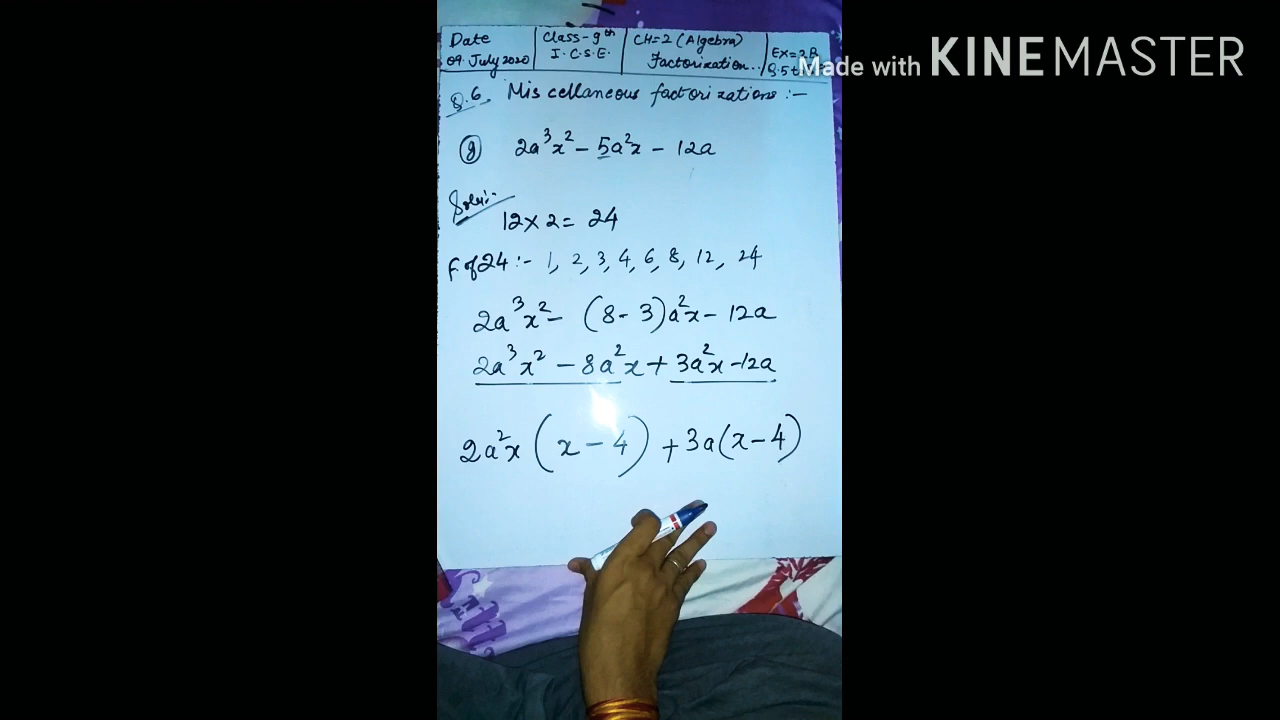 Made with KINEMASTER
Date
09. July 2020
Class-9th
I.C.S.E.
CH=2 (Algebra)
Factorization..
Ex=2B
Q.5
Q.6. Miscellaneous factorizations:-
(g) 2a³x² - 5a²x - 12a
Solu:-
12×2= 24
F of 24:- 1, 2, 3, 4, 6, 8, 12, 24
2a³x² - (8-3)a²x - 12a
2a³x² - 8a²x + 3a²x - 12a
2a²x (x-4) + 3a(x-4)